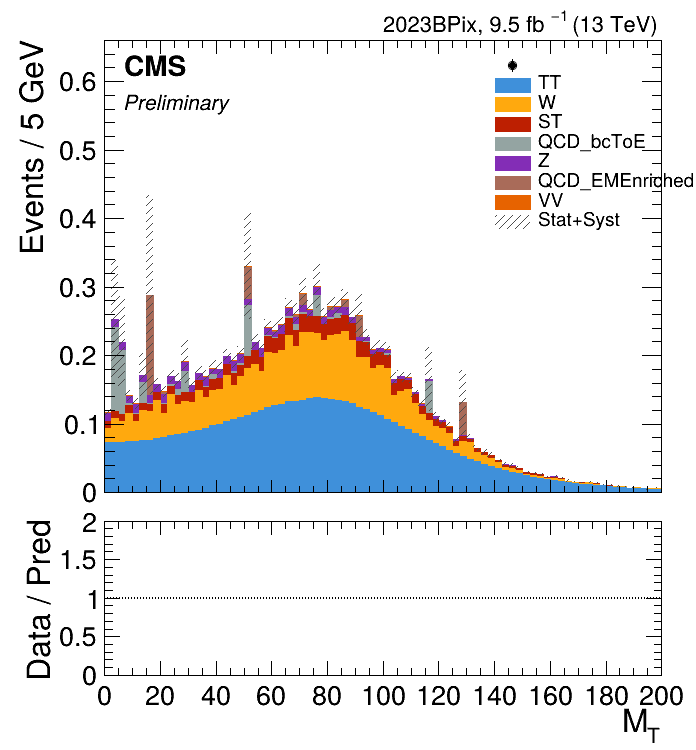 2023BPix, 9.5 fb⁻¹ (13 TeV)
CMS
Preliminary
TT
W
ST
QCD_bcToE
Z
QCD_EMEnriched
VV
Stat+Syst
Events / 5 GeV
0.6
0.5
0.4
0.3
0.2
0.1
0
Data / Pred
2
1.5
1
0.5
0
0 20 40 60 80 100 120 140 160 180 200
M_T